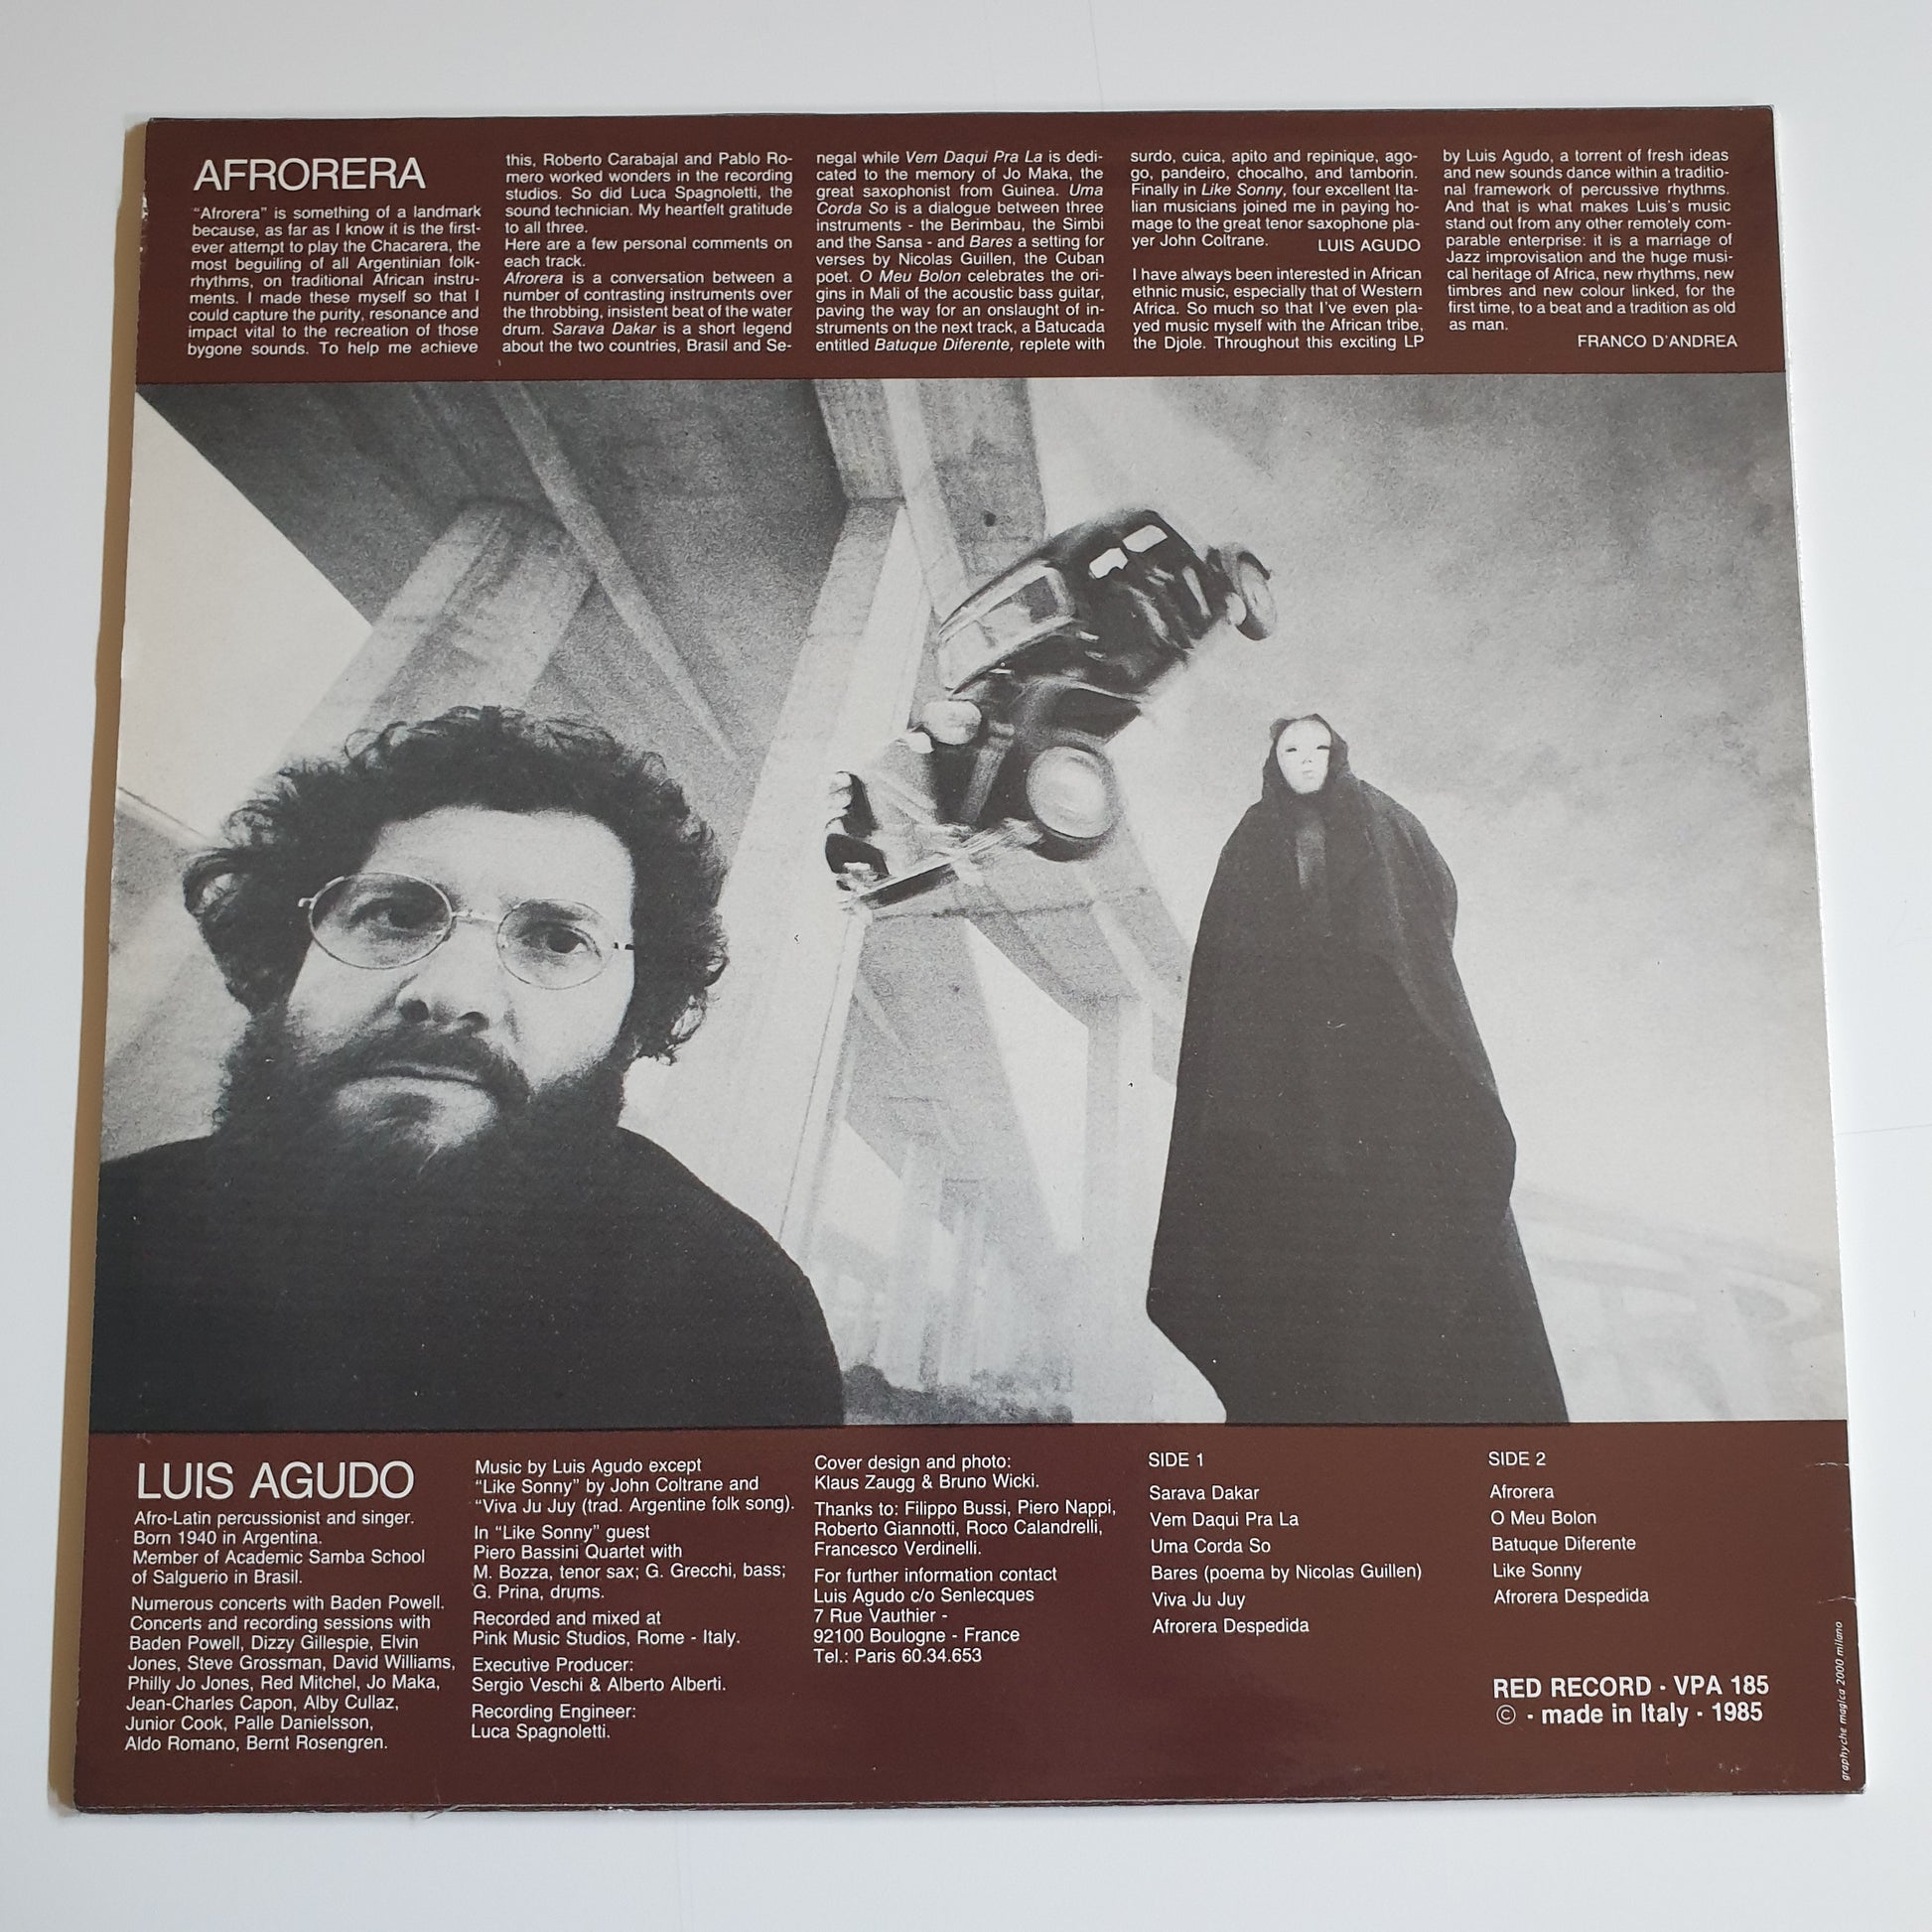 AFRORERA
"Afrorera" is something of a landmark
because, as far as I know it is the first-
ever attempt to play the Chacarera, the
most beguiling of all Argentinian folk-
rhythms, on traditional African instru-
ments. I made these myself so that I
could capture the purity, resonance and
impact vital to the recreation of those
bygone sounds. To help me achieve
this, Roberto Carabajal and Pablo Ro-
mero worked wonders in the recording
studios. So did Luca Spagnoletti, the
sound technician. My heartfelt gratitude
to all three.
Here are a few personal comments on
each track.
Afrorera is a conversation between a
number of contrasting instruments over
the throbbing, insistent beat of the water
drum. Sarava Dakar is a short legend
about the two countries, Brasil and Se-
negal while Vem Daqui Pra La is dedi-
cated to the memory of Jo Maka, the
great saxophonist from Guinea. Uma
Corda So is a dialogue between three
instruments - the Berimbau, the Simbi
and the Sansa - and Bares a setting for
verses by Nicolas Guillen, the Cuban
poet. O Meu Bolon celebrates the ori-
gins in Mali of the acoustic bass guitar,
paving the way for an onslaught of in-
struments on the next track, a Batucada
entitled Batuque Diferente, replete with
surdo, cuica, apito and repinique, ago-
go, pandeiro, chocalho, and tamborin.
Finally in Like Sonny, four excellent Ita-
lian musicians joined me in paying ho-
mage to the great tenor saxophone pla-
yer John Coltrane.
LUIS AGUDO
I have always been interested in African
ethnic music, especially that of Western
Africa. So much so that I've even pla-
yed music myself with the African tribe,
the Djole. Throughout this exciting LP
by Luis Agudo, a torrent of fresh ideas
and new sounds dance within a traditio-
nal framework of percussive rhythms.
And that is what makes Luis's music
stand out from any other remotely com-
parable enterprise: it is a marriage of
Jazz improvisation and the huge musi-
cal heritage of Africa, new rhythms, new
timbres and new colour linked, for the
first time, to a beat and a tradition as old
as man.
FRANCO D'ANDREA
LUIS AGUDO
Afro-Latin percussionist and singer.
Born 1940 in Argentina.
Member of Academic Samba School
of Salguerio in Brasil.
Numerous concerts with Baden Powell.
Concerts and recording sessions with
Baden Powell, Dizzy Gillespie, Elvin
Jones, Steve Grossman, David Williams,
Philly Jo Jones, Red Mitchel, Jo Maka,
Jean-Charles Capon, Alby Cullaz,
Junior Cook, Palle Danielsson,
Aldo Romano, Bernt Rosengren.
Music by Luis Agudo except
"Like Sonny" by John Coltrane and
"Viva Ju Juy (trad. Argentine folk song).
In "Like Sonny" guest
Piero Bassini Quartet with
M. Bozza, tenor sax; G. Grecchi, bass;
G. Prina, drums.
Recorded and mixed at
Pink Music Studios, Rome - Italy.
Executive Producer:
Sergio Veschi & Alberto Alberti.
Recording Engineer:
Luca Spagnoletti.
Cover design and photo:
Klaus Zaugg & Bruno Wicki.
Thanks to: Filippo Bussi, Piero Nappi,
Roberto Giannotti, Roco Calandrelli,
Francesco Verdinelli.
For further information contact
Luis Agudo c/o Senlecques
7 Rue Vauthier -
92100 Boulogne - France
Tel.: Paris 60.34.653
SIDE 1
Sarava Dakar
Vem Daqui Pra La
Uma Corda So
Bares (poema by Nicolas Guillen)
Viva Ju Juy
Afrorera Despedida
SIDE 2
Afrorera
O Meu Bolon
Batuque Diferente
Like Sonny
Afrorera Despedida
RED RECORD - VPA 185
© - made in Italy - 1985
graphyche magica 2000 milano